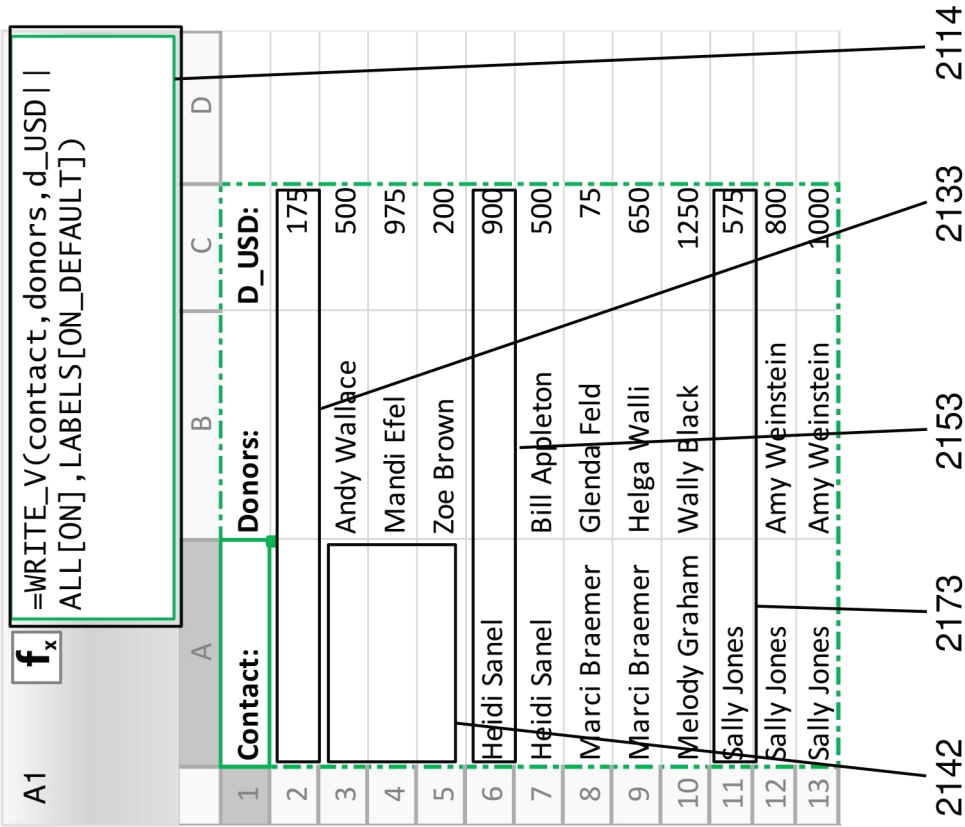 A1 fx =WRITE_V(contact,donors,d_USD||
ALL[ON],LABELS[ON_DEFAULT])
A B C D
1 Contact: Donors: D_USD:
2 175
3 Andy Wallace 500
4 Mandi Efel 975
5 Zoe Brown 200
6 Heidi Sanel 900
7 Heidi Sanel Bill Appleton 500
8 Marci Braemer Glenda Feld 75
9 Marci Braemer Helga Walli 650
10 Melody Graham Wally Black 1250
11 Sally Jones 575
12 Sally Jones Amy Weinstein 800
13 Sally Jones Amy Weinstein 1000
2142 2173 2153 2133 2114